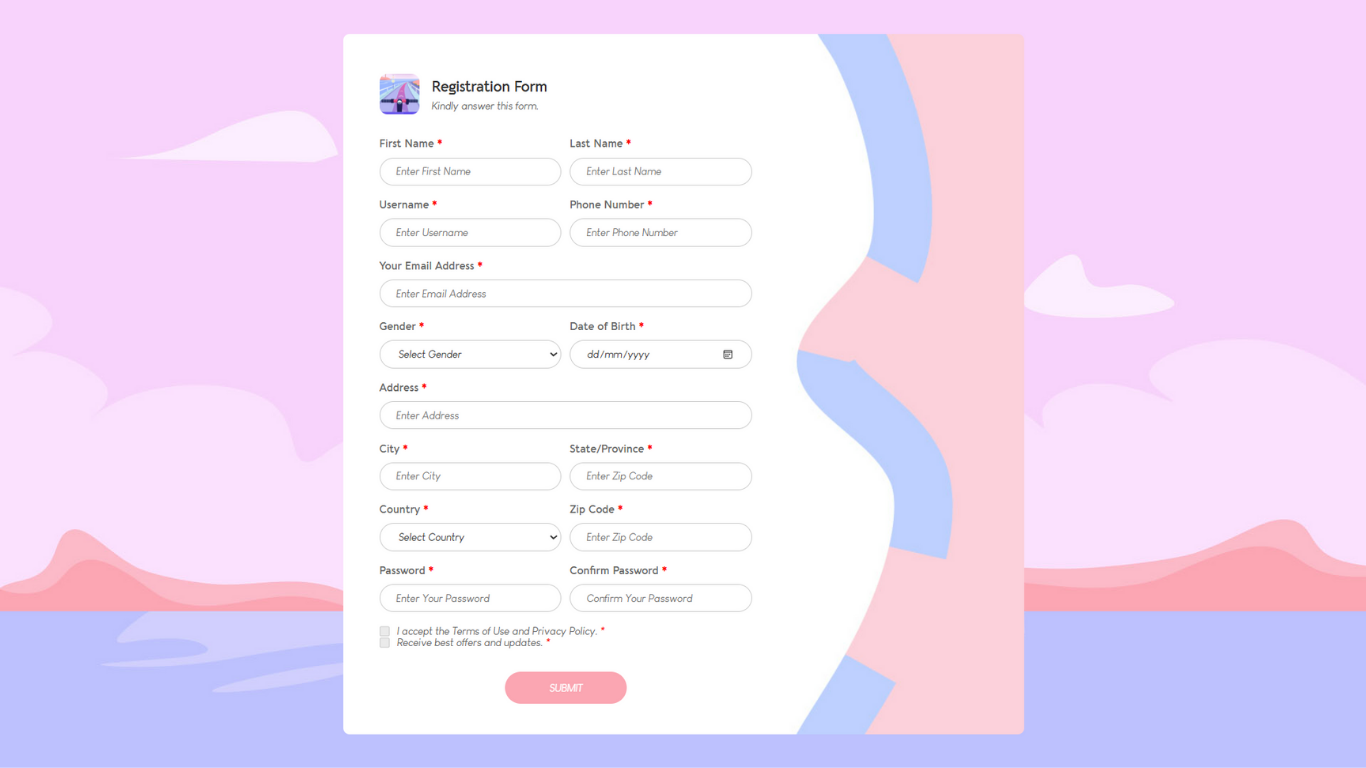 Registration Form
Kindly answer this form.
First Name *
Last Name *
Enter First Name
Enter Last Name
Username *
Phone Number *
Enter Username
Enter Phone Number
Your Email Address *
Enter Email Address
Gender *
Date of Birth *
Select Gender
dd/mm/yyyy
Address *
Enter Address
City *
State/Province *
Enter City
Enter Zip Code
Country *
Zip Code *
Select Country
Enter Zip Code
Password *
Confirm Password *
Enter Your Password
Confirm Your Password
I accept the Terms of Use and Privacy Policy. *
Receive best offers and updates. *
SUBMIT